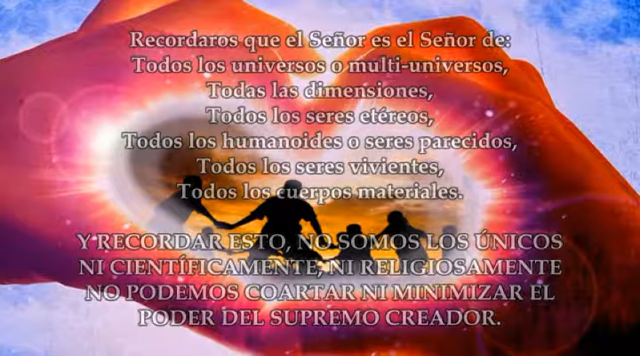 Recordaros que el Señor es el Señor de:
Todos los universos o multi-universos,
Todas las dimensiones,
Todos los seres etéreos,
Todos los humanoides o seres parecidos,
Todos los seres vivientes,
Todos los cuerpos materiales.
Y RECORDAR ESTO, NO SOMOS LOS ÚNICOS
NI CIENTÍFICAMENTE, NI RELIGIOSAMENTE
NO PODEMOS COARTAR NI MINIMIZAR EL
PODER DEL SUPREMO CREADOR.